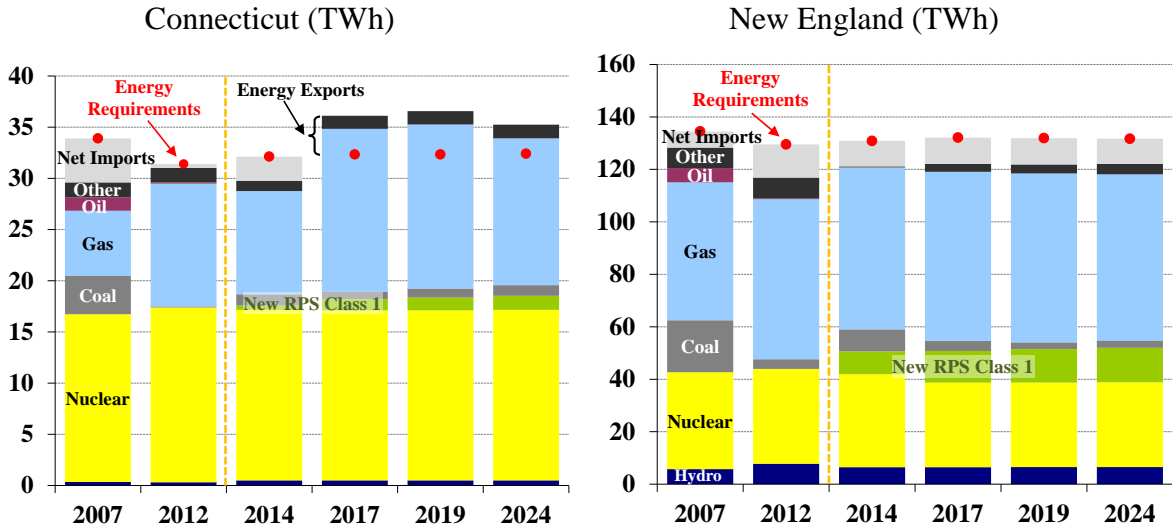 Connecticut (TWh)
40
35
30
25
20
15
10
5
0
Energy
Requirements
Energy Exports
Net Imports
Other
Oil
Gas
Coal
New RPS Class 1
Nuclear
2007 2012 2014 2017 2019 2024
New England (TWh)
160
140
120
100
80
60
40
20
0
Energy
Requirements
Net Imports
Other
Oil
Gas
Coal
New RPS Class 1
Nuclear
Hydro
2007 2012 2014 2017 2019 2024